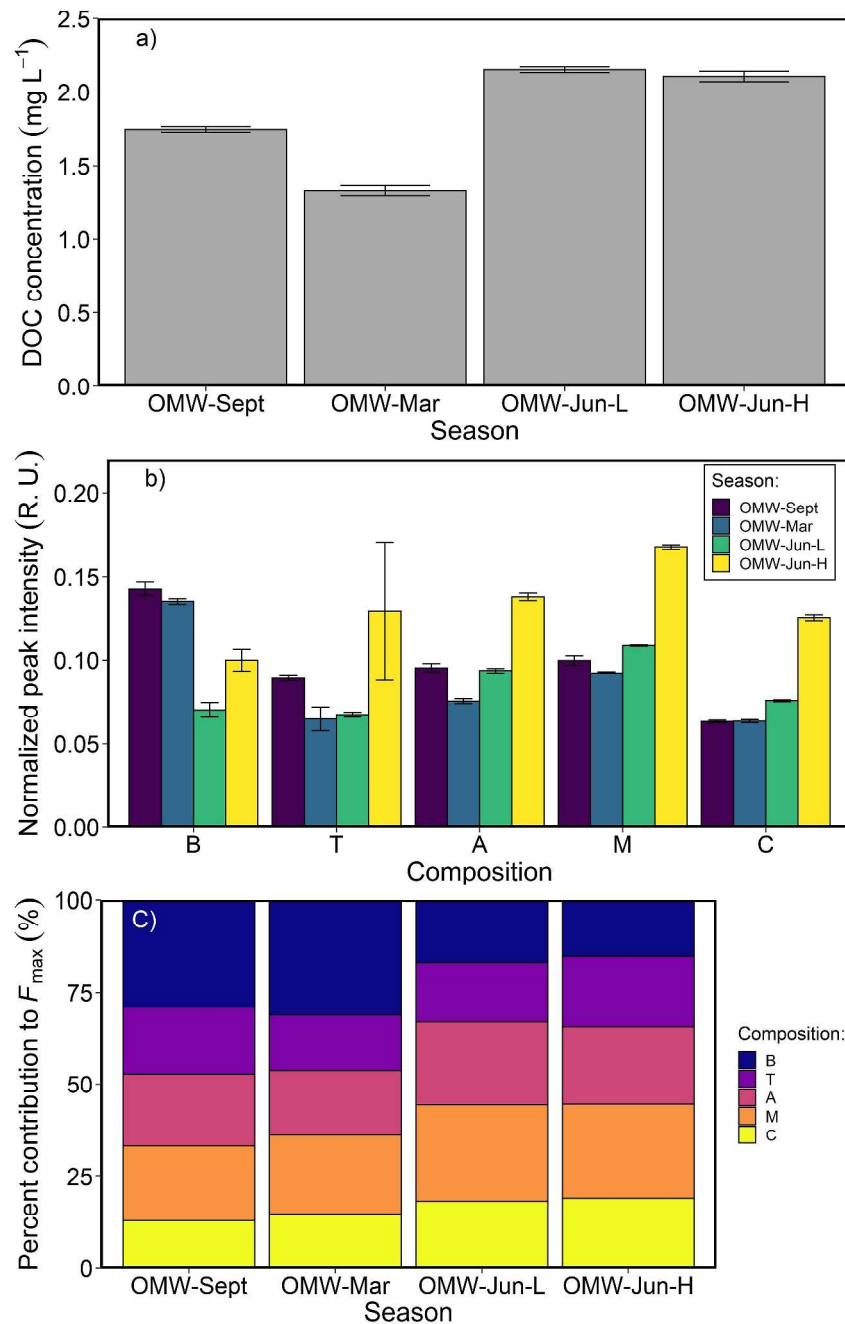 a)
DOC concentration (mg L⁻¹)
2.5
2.0
1.5
1.0
0.5
0.0
OMW-Sept OMW-Mar OMW-Jun-L OMW-Jun-H
Season
b)
Normalized peak intensity (R. U.)
0.20
0.15
0.10
0.05
0.00
Season:
OMW-Sept
OMW-Mar
OMW-Jun-L
OMW-Jun-H
B T A M C
Composition
C)
Percent contribution to Fmax (%)
100
75
50
25
0
OMW-Sept OMW-Mar OMW-Jun-L OMW-Jun-H
Season
Composition:
B
T
A
M
C